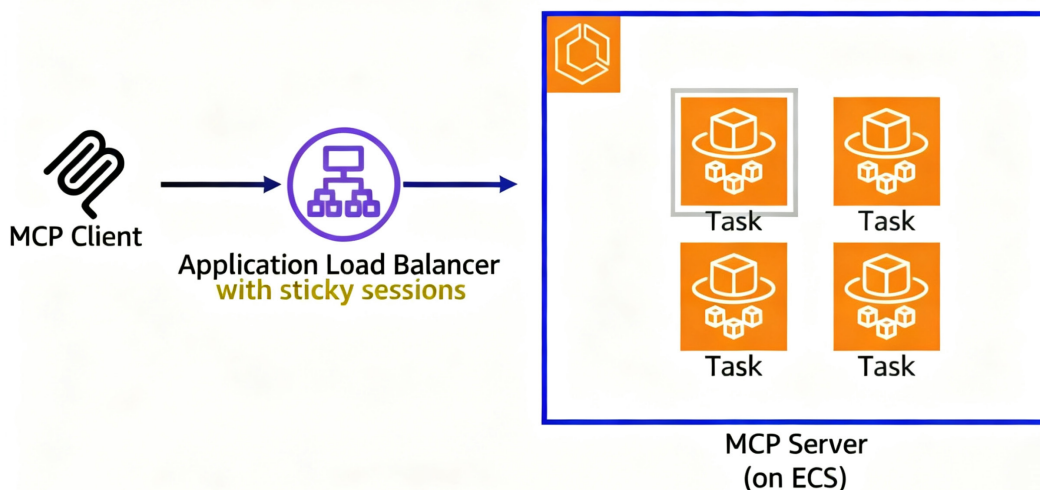 MCP Client
Application Load Balancer
with sticky sessions
Task
Task
Task
Task
MCP Server
(on ECS)